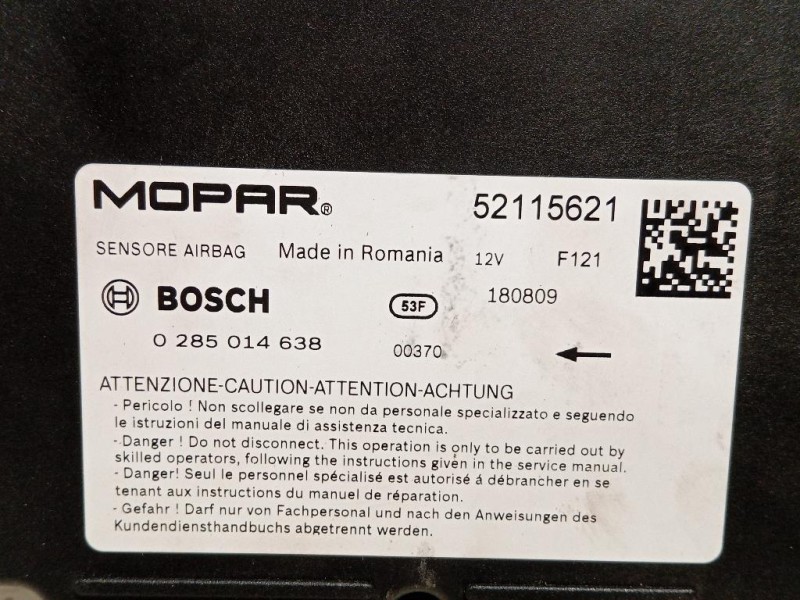 MOPAR® 52115621
SENSORE AIRBAG Made in Romania 12V F121
BOSCH 53F 180809
0 285 014 638 00370
ATTENZIONE-CAUTION-ATTENTION-ACHTUNG
- Pericolo ! Non scollegare se non da personale specializzato e seguendo
le istruzioni del manuale di assistenza tecnica.
- Danger ! Do not disconnect. This operation is only to be carried out by
skilled operators, following the instructions given in the service manual.
- Danger! Seul le personnel spécialisé est autorisé á débrancher en se
tenant aux instructions du manuel de réparation.
- Gefahr ! Darf nur von Fachpersonal und nach den Anweisungen des
Kundendiensthandbuchs abgetrennt werden.